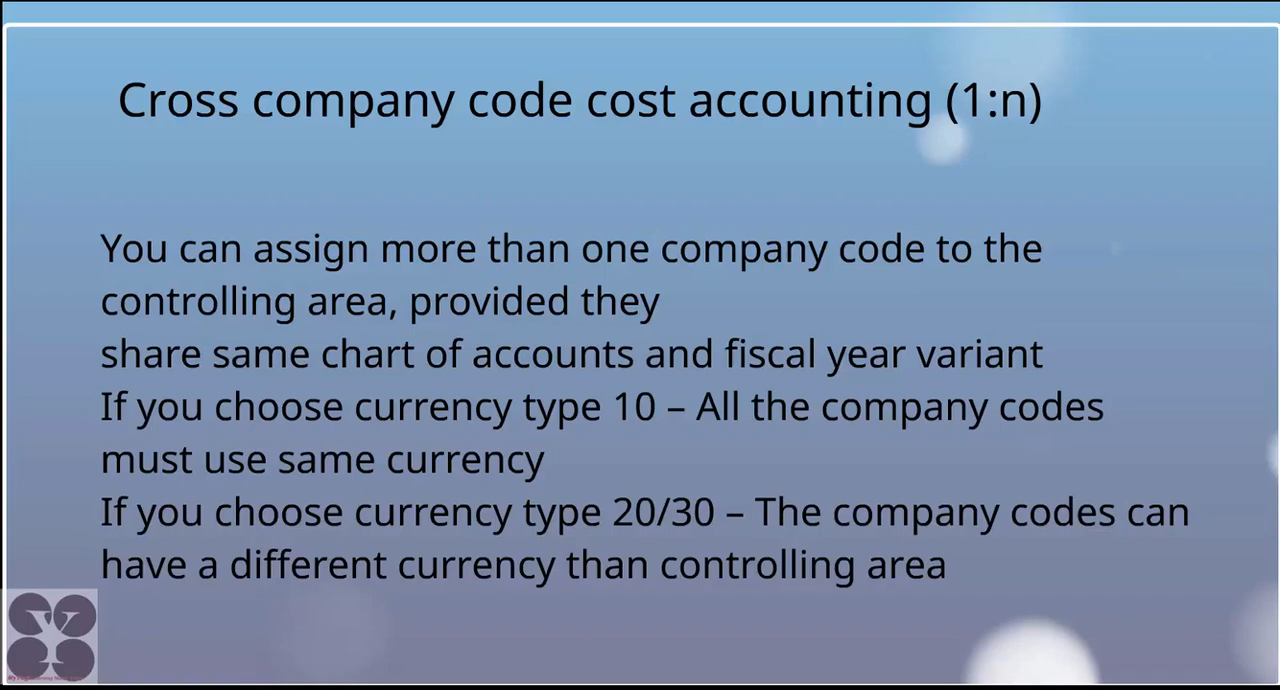 Cross company code cost accounting (1:n)
You can assign more than one company code to the
controlling area, provided they
share same chart of accounts and fiscal year variant
If you choose currency type 10 – All the company codes
must use same currency
If you choose currency type 20/30 – The company codes can
have a different currency than controlling area